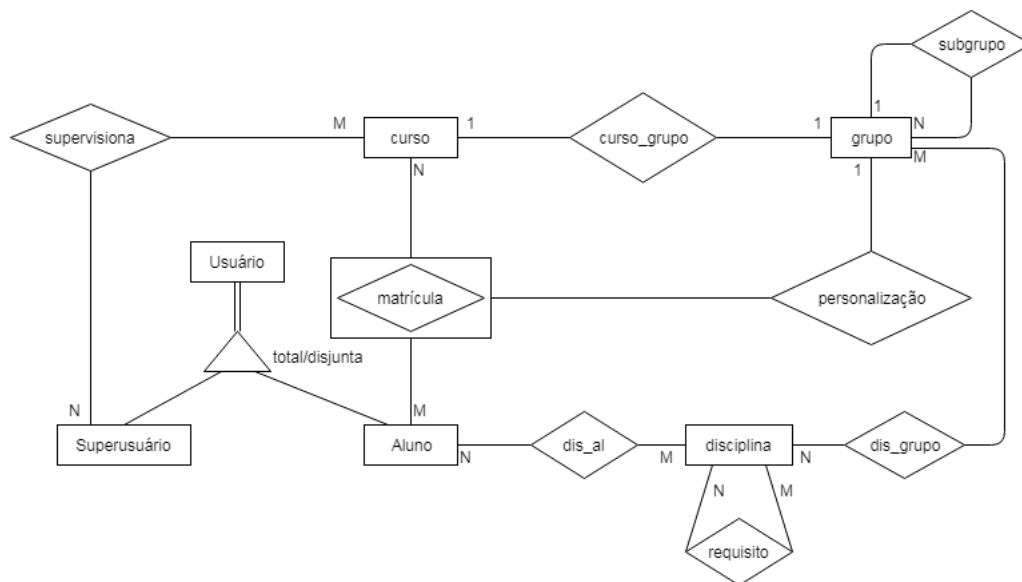 subgrupo
supervisiona
M
curso
1
curso_grupo
1
grupo
1
N
M
N
1
Usuário
matrícula
personalização
total/disjunta
N
Superusuário
M
Aluno
N
dis_al
M
disciplina
N
dis_grupo
N
M
requisito